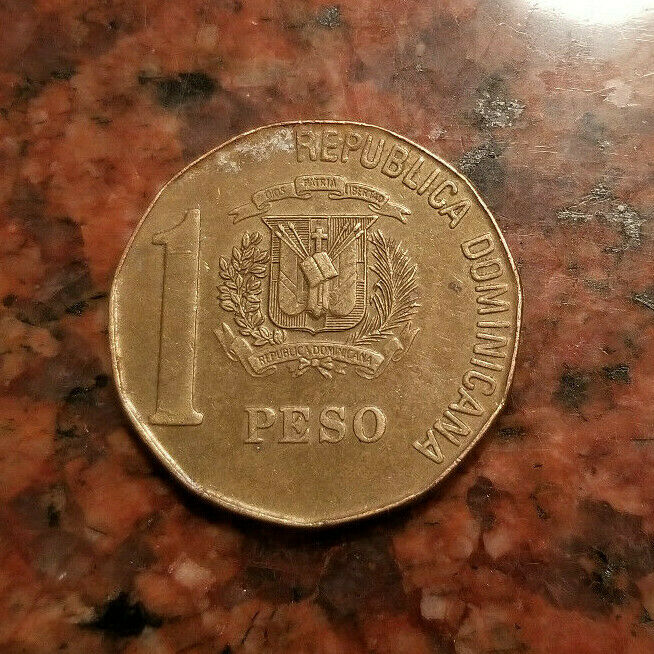 REPUBLICA DOMINICANA
DIOS PATRIA LIBERTAD
1
REPUBLICA DOMINICANA
PESO